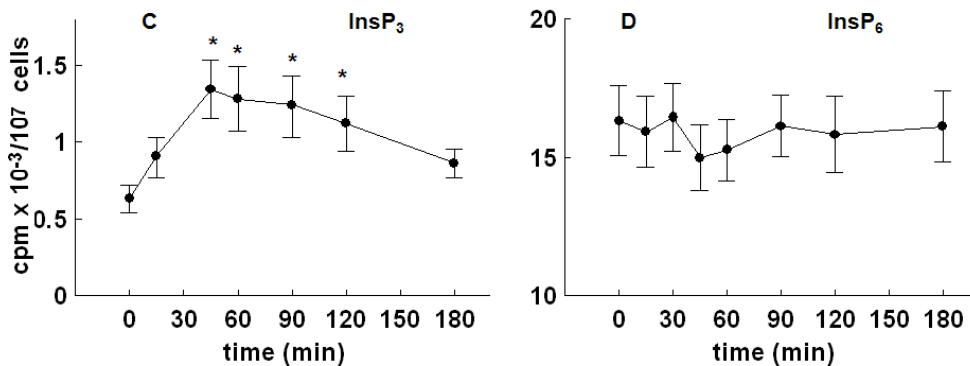 C InsP₃
* * * *
cpm x 10⁻³/10⁷ cells
1.5
1
0.5
0
0 30 60 90 120 150 180
time (min)
D InsP₆
20
15
10
0 30 60 90 120 150 180
time (min)